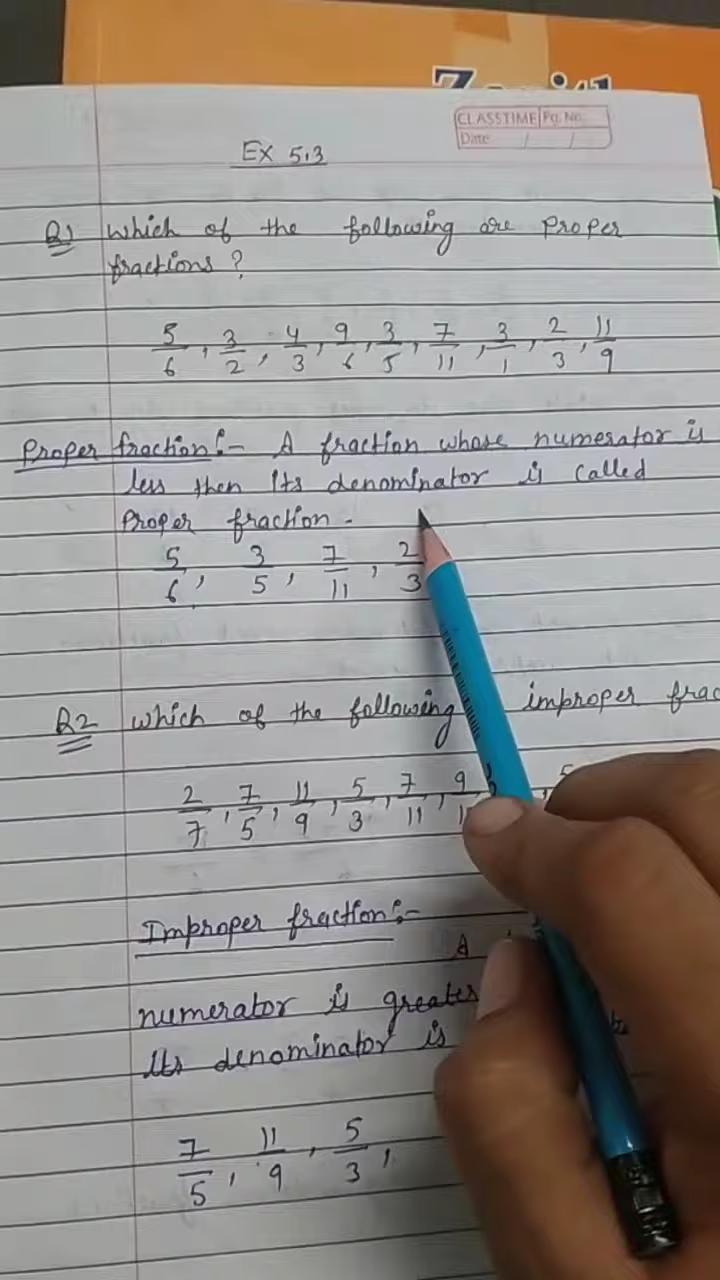 CLASSTIME Pg. No.
Date / /
Ex 5.3
Q1 which of the following are proper
fractions?
5/6, 3/2, 4/3, 9/6, 3/5, 7/11, 3/1, 2/3, 11/9
Proper fraction:- A fraction whose numerator is
less then its denominator is called
proper fraction.
5/6, 3/5, 7/11, 2/3
Q2 which of the following improper
2/7, 7/5, 11/9, 5/3, 7/11,
Improper fraction:-
A
numerator is greater
its denominator is
7/5, 11/9, 5/3,